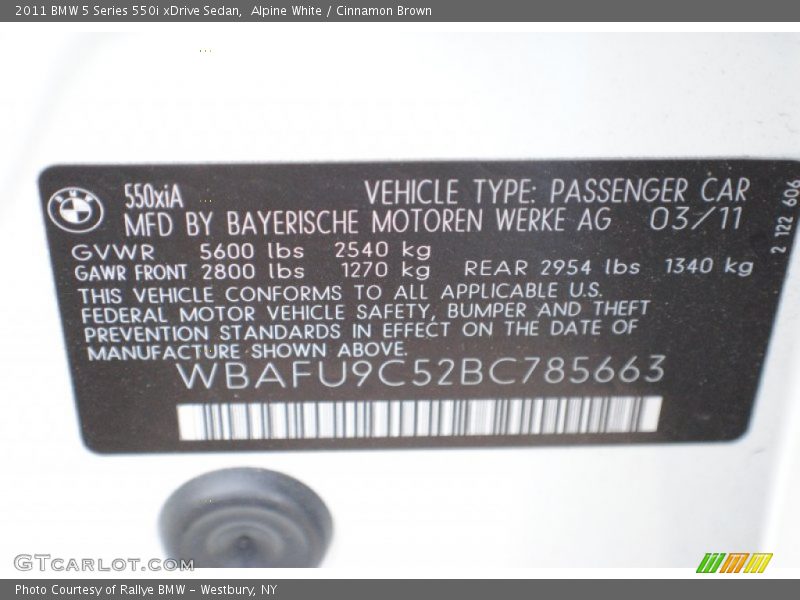 2011 BMW 5 Series 550i xDrive Sedan,  Alpine White / Cinnamon Brown
550xiA
VEHICLE TYPE: PASSENGER CAR
MFD BY BAYERISCHE MOTOREN WERKE AG 03/11
GVWR 5600 lbs 2540 kg
GAWR FRONT 2800 lbs 1270 kg REAR 2954 lbs 1340 kg
THIS VEHICLE CONFORMS TO ALL APPLICABLE U.S.
FEDERAL MOTOR VEHICLE SAFETY, BUMPER AND THEFT
PREVENTION STANDARDS IN EFFECT ON THE DATE OF
MANUFACTURE SHOWN ABOVE.
WBAFU9C52BC785663
2 122 606
GTcarlot.com
Photo Courtesy of Rallye BMW - Westbury, NY